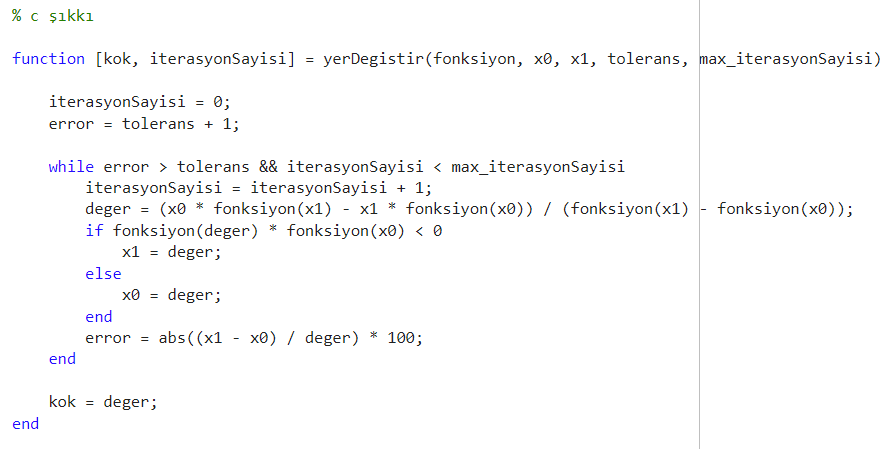 % c şıkkı
function [kok, iterasyonSayisi] = yerDegistir(fonksiyon, x0, x1, tolerans, max_iterasyonSayisi)
iterasyonSayisi = 0;
error = tolerans + 1;
while error > tolerans && iterasyonSayisi < max_iterasyonSayisi
iterasyonSayisi = iterasyonSayisi + 1;
deger = (x0 * fonksiyon(x1) - x1 * fonksiyon(x0)) / (fonksiyon(x1) - fonksiyon(x0));
if fonksiyon(deger) * fonksiyon(x0) < 0
x1 = deger;
else
x0 = deger;
end
error = abs((x1 - x0) / deger) * 100;
end
kok = deger;
end